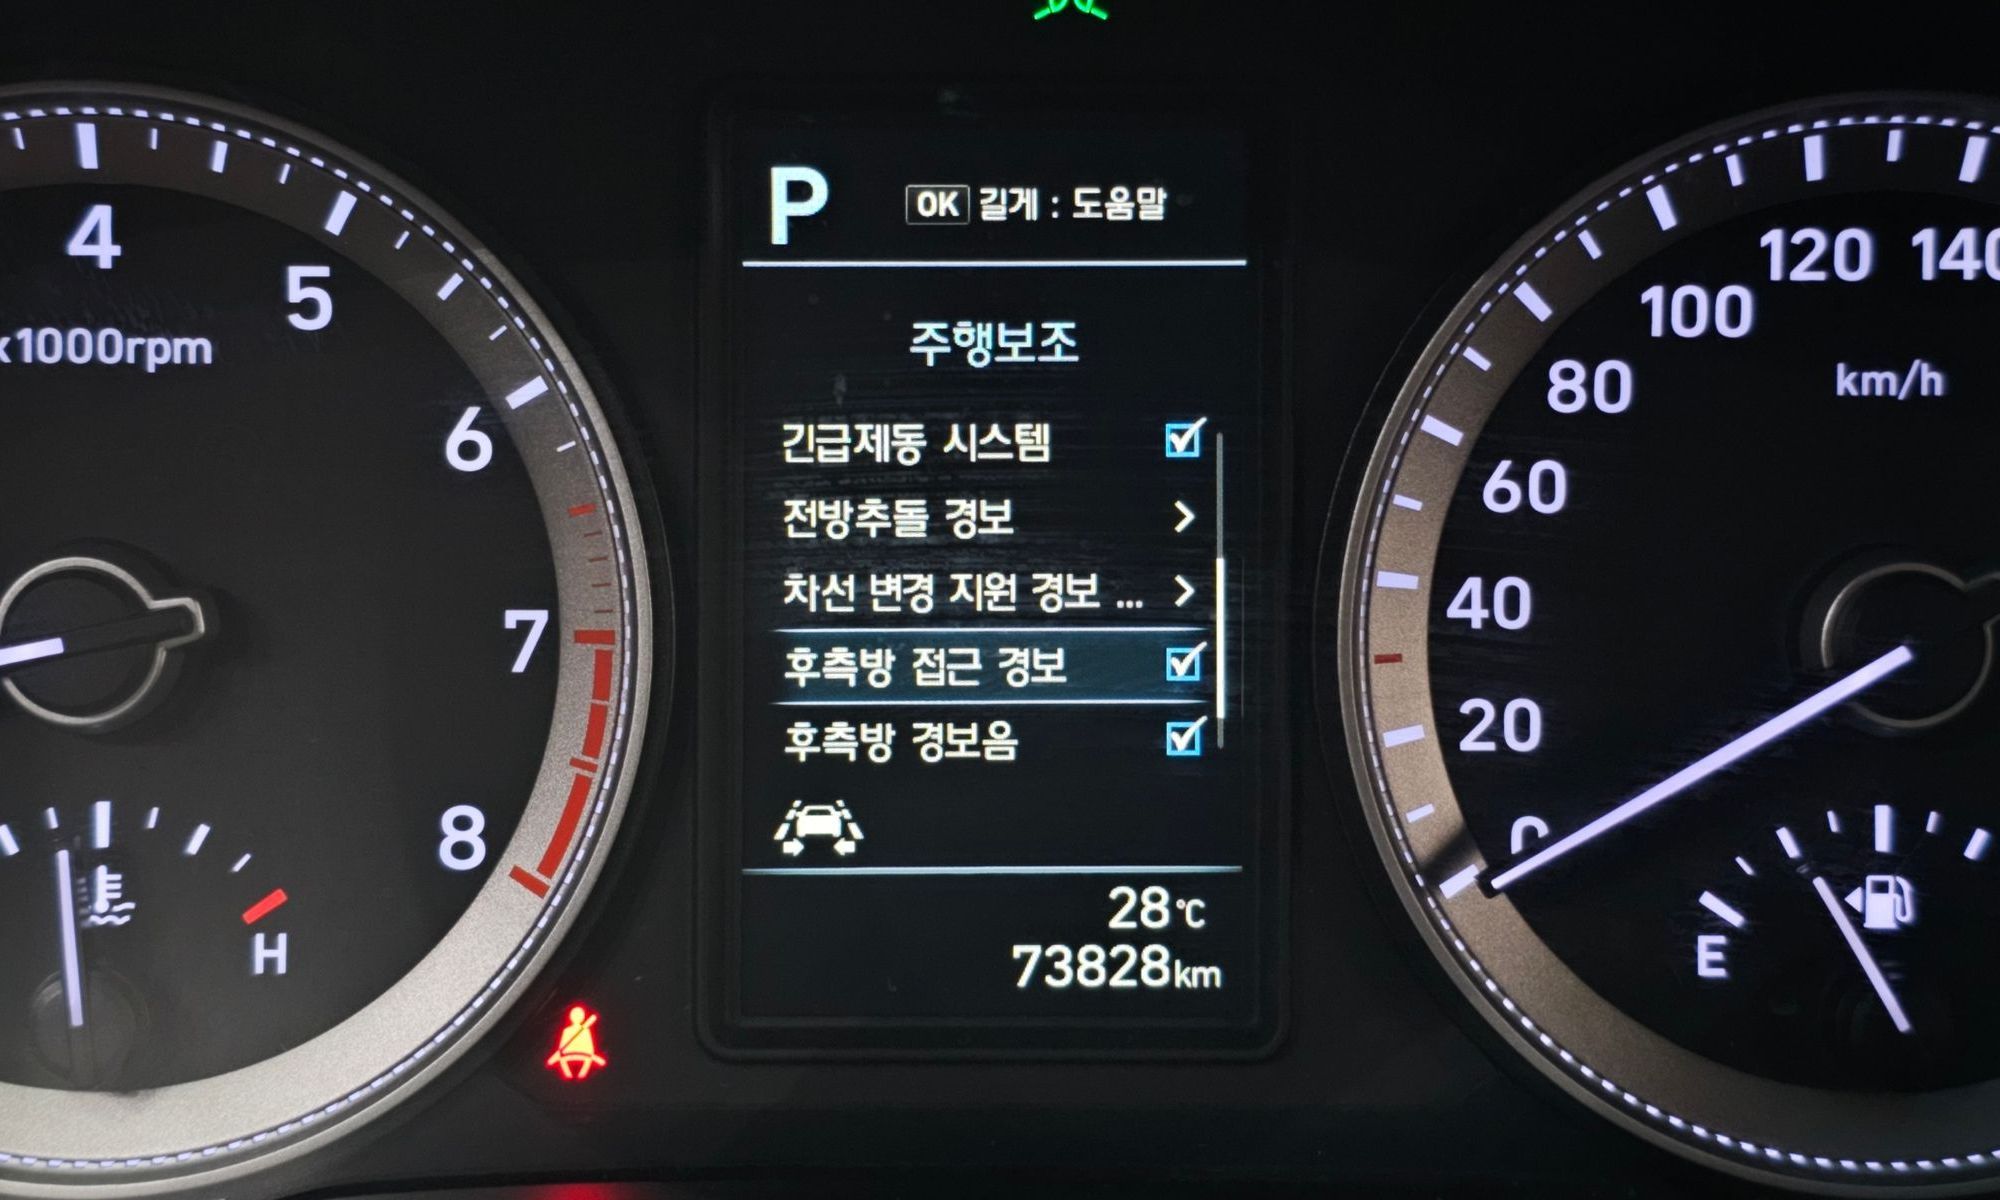 P OK 길게 : 도움말
주행보조
긴급제동 시스템
전방추돌 경보
차선 변경 지원 경보 ...
후측방 접근 경보
후측방 경보음
28℃
73828km
4
5
6
7
8
x1000rpm
H
0
20
40
60
80
100
120
140
km/h
E